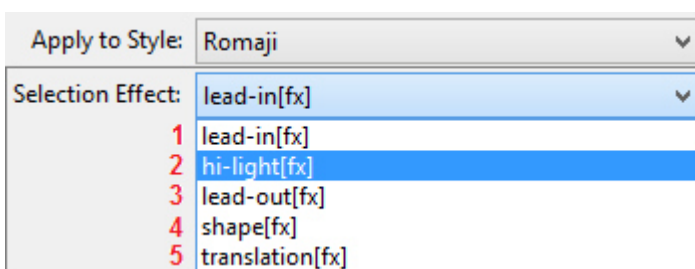 Apply to Style: Romaji
Selection Effect: lead-in[fx]
1 lead-in[fx]
2 hi-light[fx]
3 lead-out[fx]
4 shape[fx]
5 translation[fx]